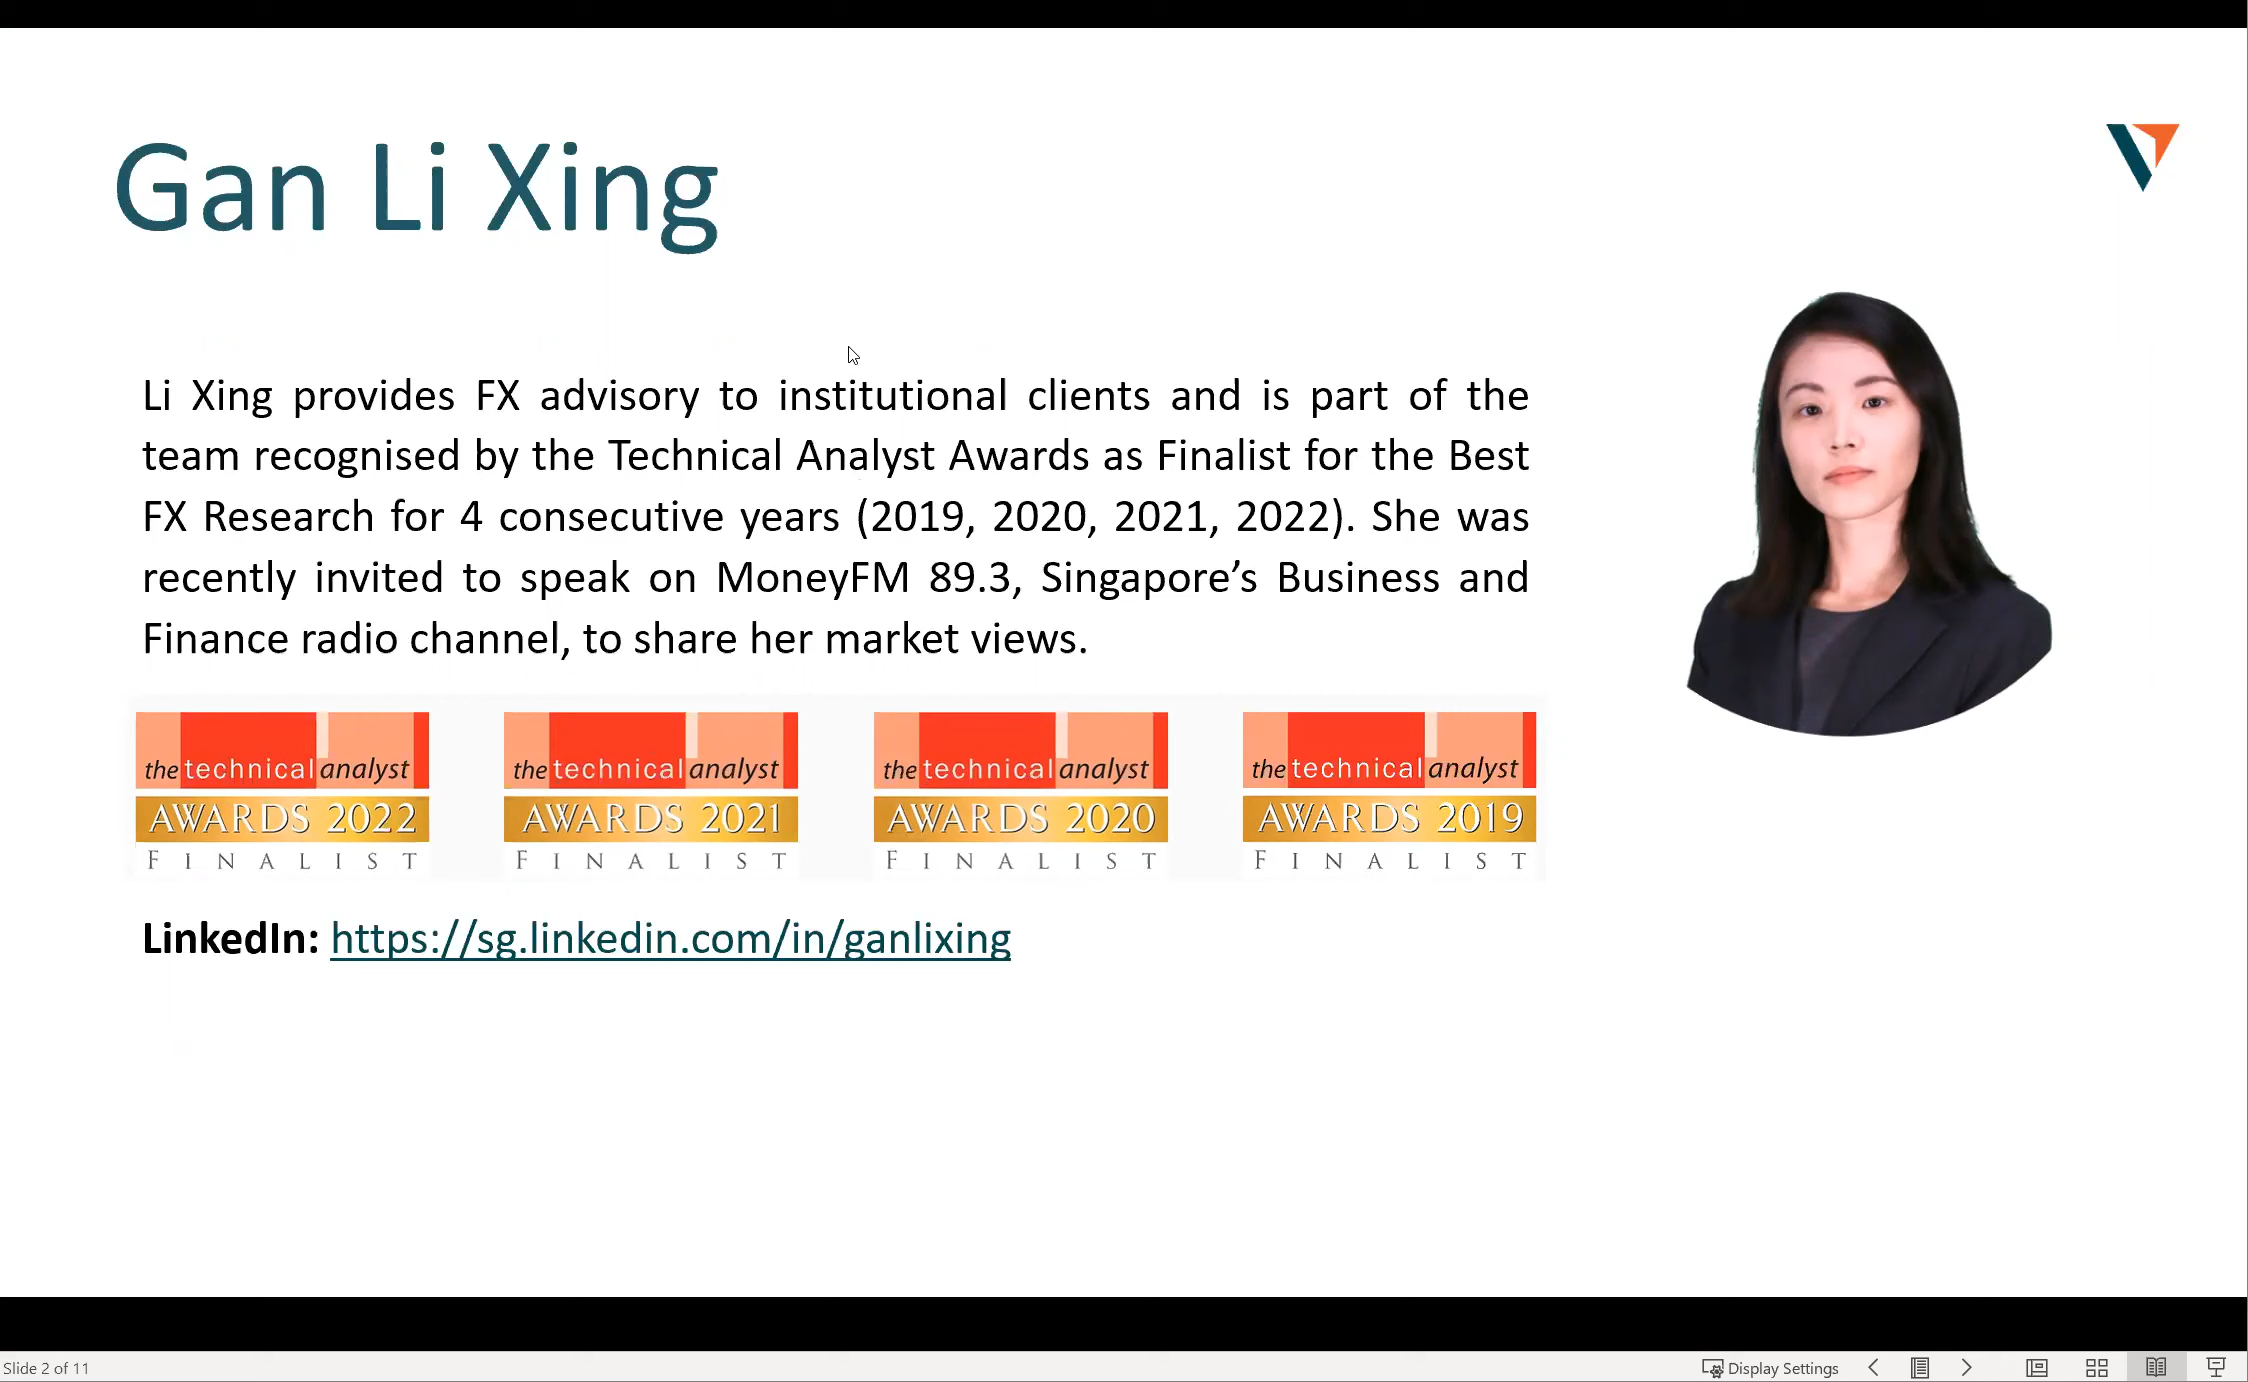 Gan Li Xing
Li Xing provides FX advisory to institutional clients and is part of the
team recognised by the Technical Analyst Awards as Finalist for the Best
FX Research for 4 consecutive years (2019, 2020, 2021, 2022). She was
recently invited to speak on MoneyFM 89.3, Singapore’s Business and
Finance radio channel, to share her market views.
the technical analyst
AWARDS 2022
FINALIST
the technical analyst
AWARDS 2021
FINALIST
the technical analyst
AWARDS 2020
FINALIST
the technical analyst
AWARDS 2019
FINALIST
LinkedIn: https://sg.linkedin.com/in/ganlixing
Slide 2 of 11
Display Settings